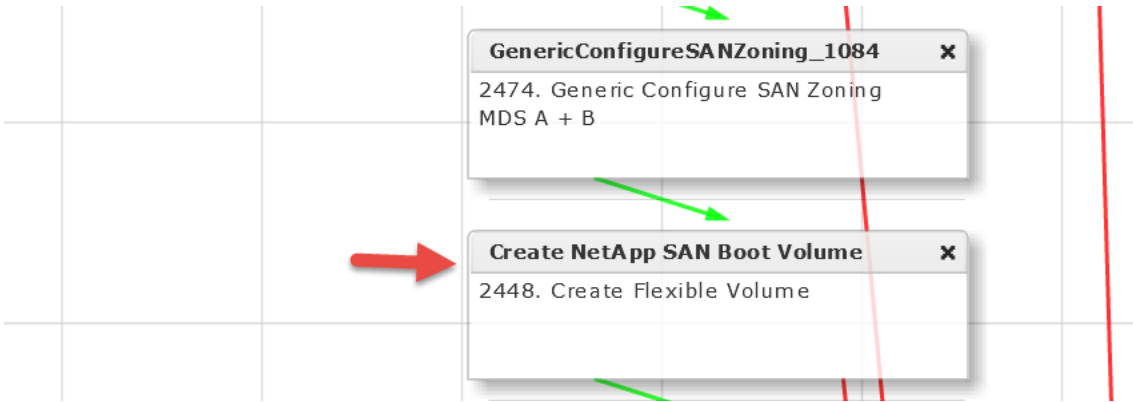 GenericConfigureSANZoning_1084 ×
2474. Generic Configure SAN Zoning
MDS A + B
Create NetApp SAN Boot Volume ×
2448. Create Flexible Volume